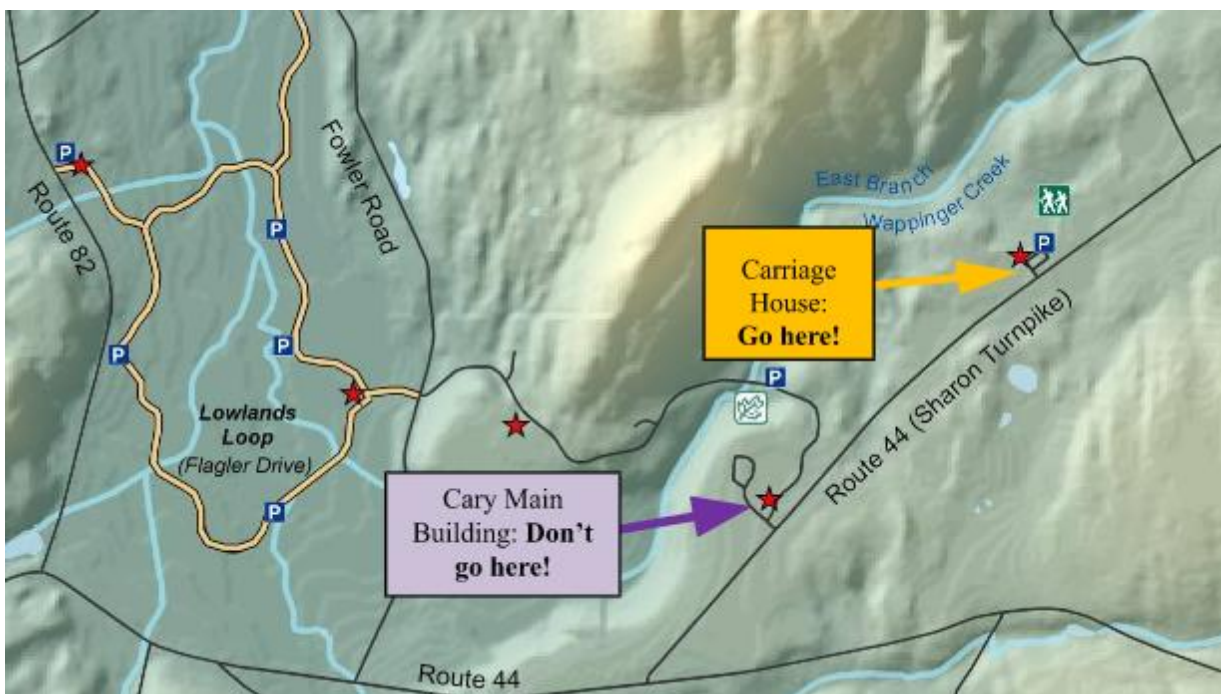 P
Route 82
Fowler Road
P
P
P
P
Lowlands
Loop
(Flagler Drive)
East Branch
Wappinger Creek
P
Carriage
House:
Go here!
P
Route 44 (Sharon Turnpike)
Cary Main
Building: Don’t
go here!
Route 44